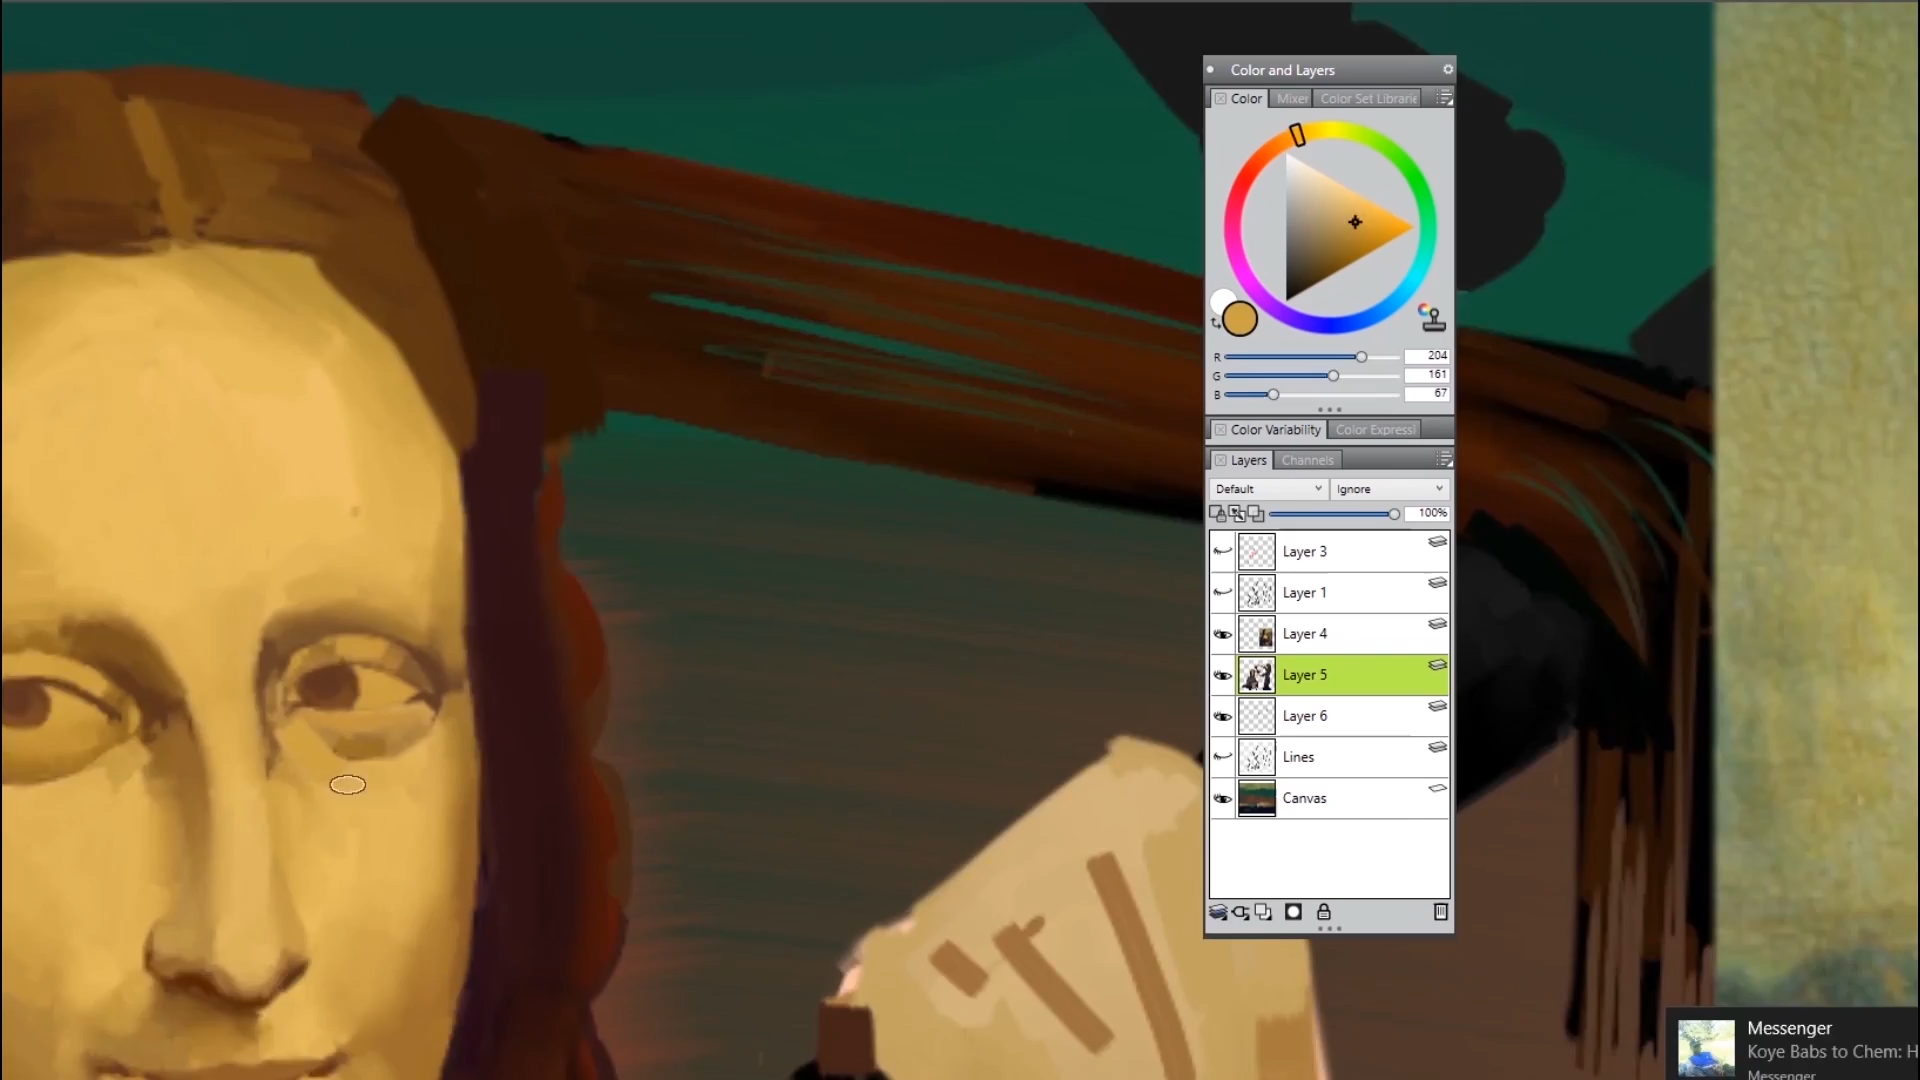 Color and Layers
Color Mixer Color Set Librarie
R 204
G 161
B 67
Color Variability Color Expressi
Layers Channels
Default Ignore
100%
Layer 3
Layer 1
Layer 4
Layer 5
Layer 6
Lines
Canvas
Messenger
Koye Babs to Chem: H
Messenger